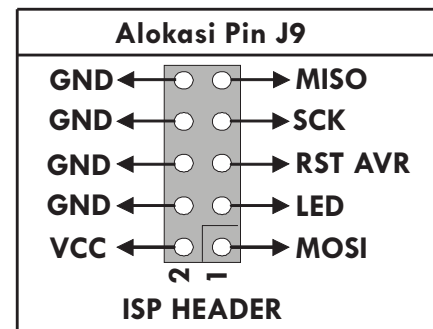 Alokasi Pin J9
GND MISO
GND SCK
GND RST AVR
GND LED
VCC MOSI
2 1
ISP HEADER